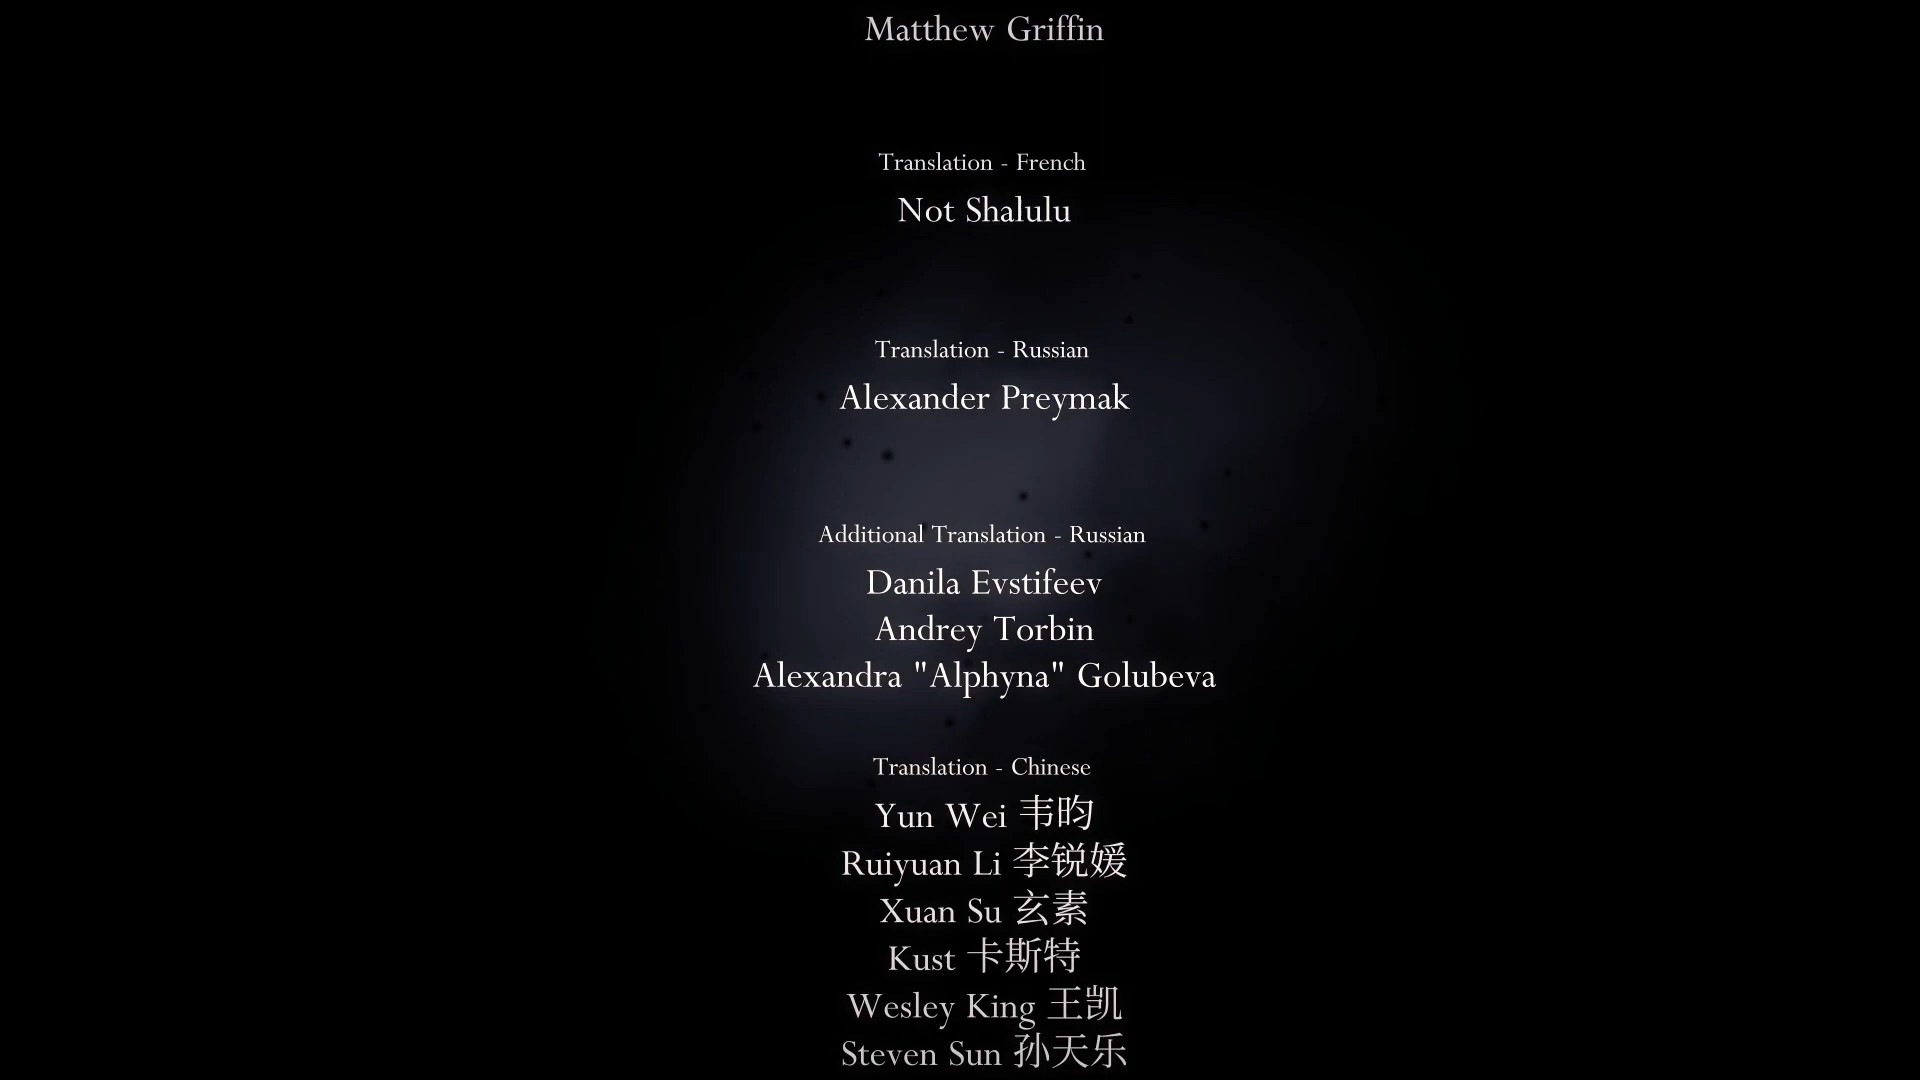 Matthew Griffin
Translation - French
Not Shalulu
Translation - Russian
Alexander Preymak
Additional Translation - Russian
Danila Evstifeev
Andrey Torbin
Alexandra "Alphyna" Golubeva
Translation - Chinese
Yun Wei 韦昀
Ruiyuan Li 李锐媛
Xuan Su 玄素
Kust 卡斯特
Wesley King 王凯
Steven Sun 孙天乐